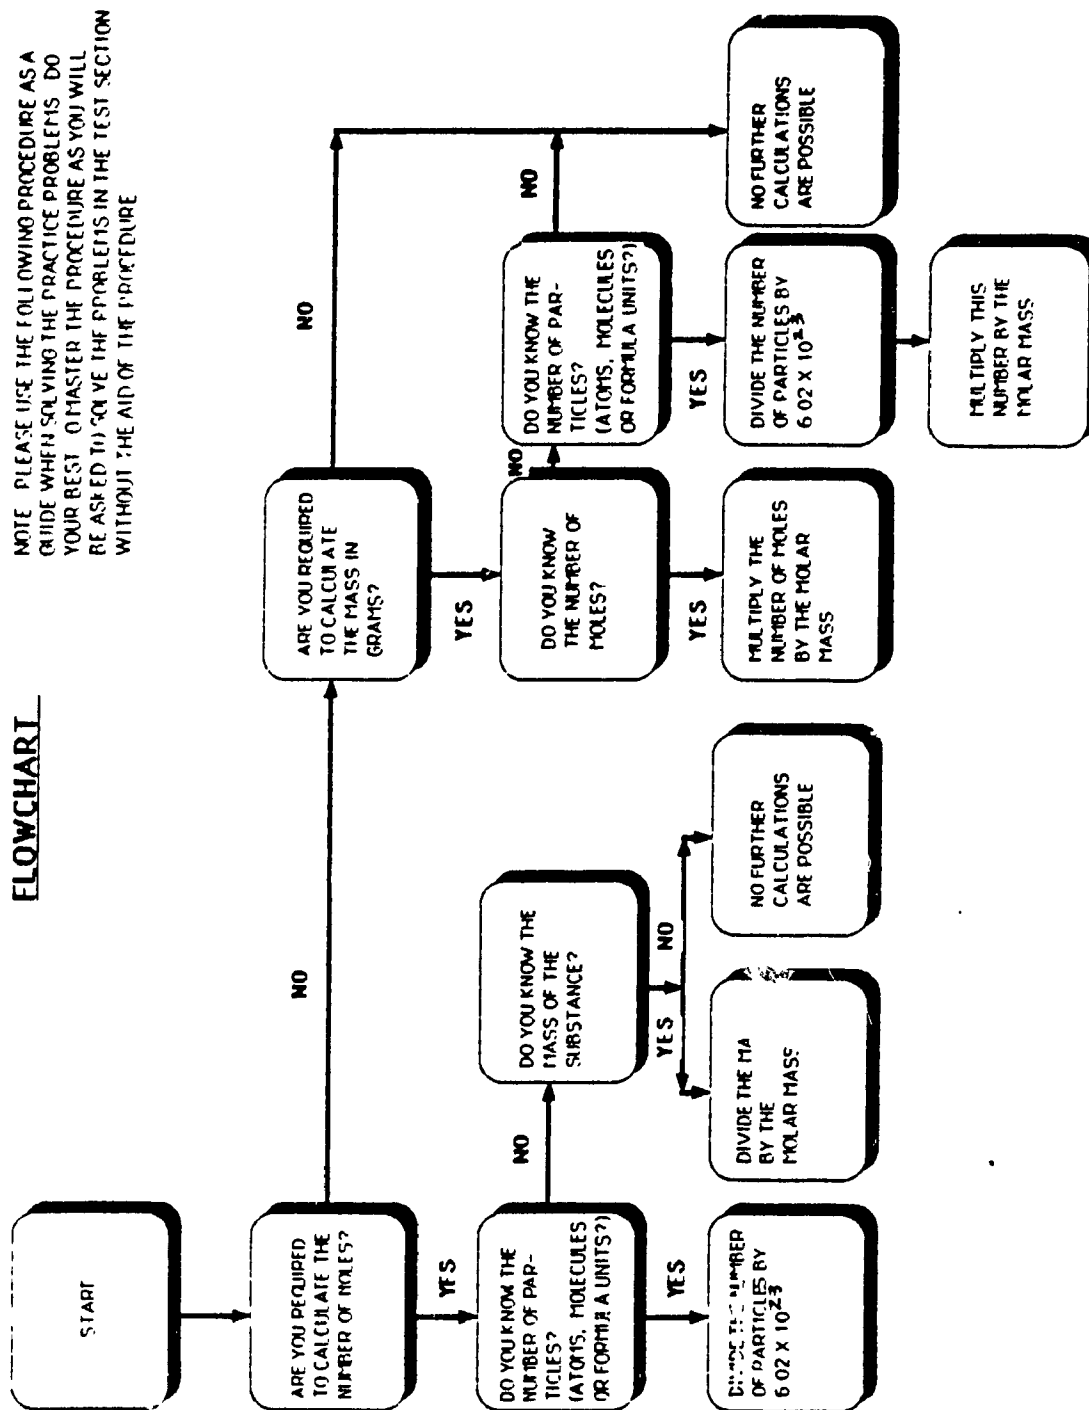 FLOWCHART
NOTE PLEASE USE THE FOLLOWING PROCEDURE AS A
GUIDE WHEN SOLVING THE PRACTICE PROBLEMS DO
YOUR BEST O MASTER THE PROCEDURE AS YOU WILL
BE ASKED TO SOLVE THE PROBLEMS IN THE TEST SECTION
WITHOUT THE AID OF THE PROCEDURE
START
ARE YOU REQUIRED
TO CALCULATE THE
NUMBER OF MOLES?
NO
ARE YOU REQUIRED
TO CALCULATE
THE MASS IN
GRAMS?
NO
YES
YES
DO YOU KNOW THE
NUMBER OF PAR-
TICLES?
(ATOMS, MOLECULES
OR FORMULA UNITS?)
NO
DO YOU KNOW THE
MASS OF THE
SUBSTANCE?
DO YOU KNOW
THE NUMBER OF
MOLES?
NO
DO YOU KNOW THE
NUMBER OF PAR-
TICLES?
(ATOMS, MOLECULES
OR FORMULA UNITS?)
NO
YES
YES
NO
YES
YES
DIVIDE THE NUMBER
OF PARTICLES BY
6 02 X 10²³
DIVIDE THE MA
BY THE
MOLAR MASS
NO FURTHER
CALCULATIONS
ARE POSSIBLE
MULTIPLY THE
NUMBER OF MOLES
BY THE MOLAR
MASS
DIVIDE THE NUMBER
OF PARTICLES BY
6 02 X 10²³
NO FURTHER
CALCULATIONS
ARE POSSIBLE
MULTIPLY THIS
NUMBER BY THE
MOLAR MASS